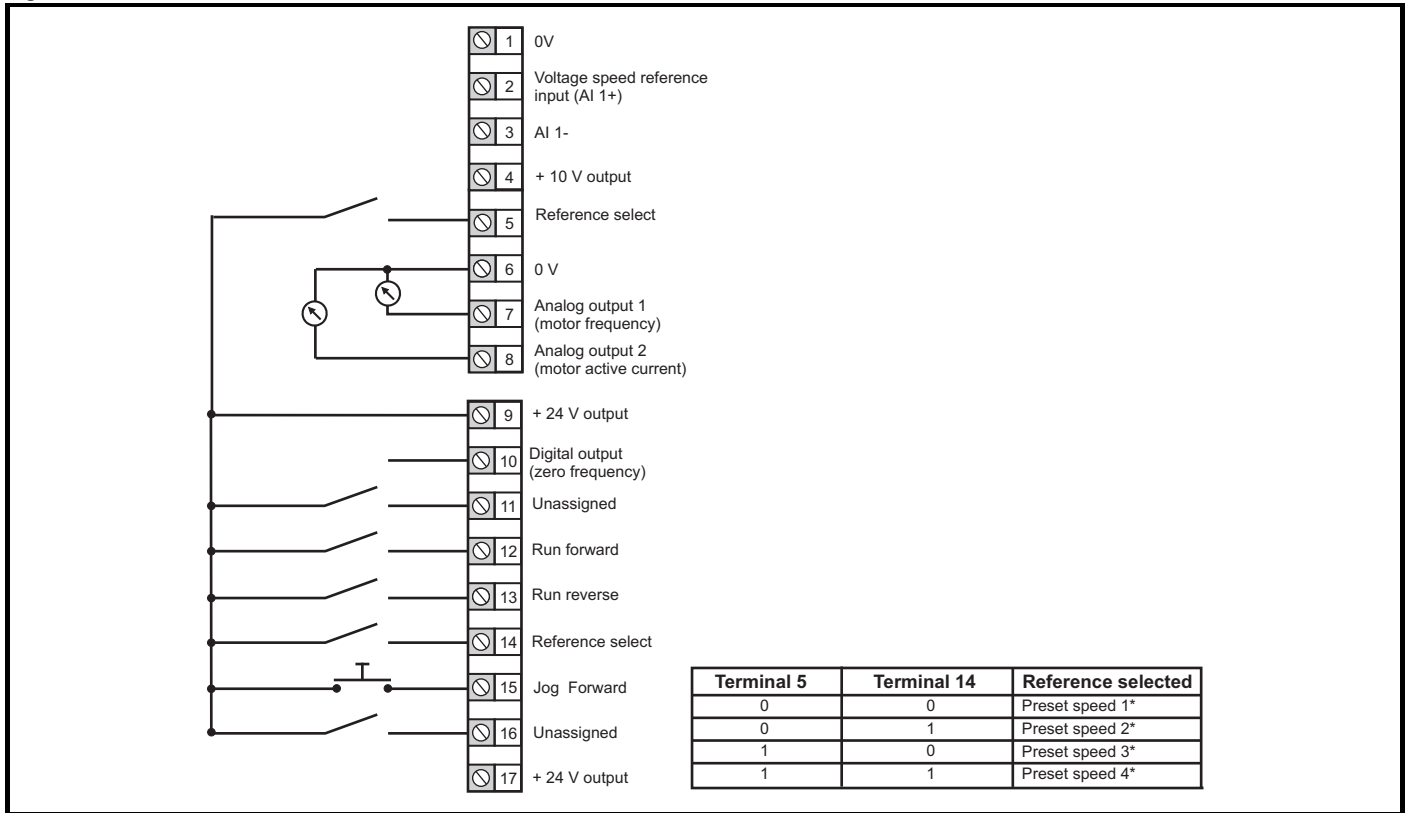 1 0V
2 Voltage speed reference
input (AI 1+)
3 AI 1-
4 + 10 V output
5 Reference select
6 0 V
7 Analog output 1
(motor frequency)
8 Analog output 2
(motor active current)
9 + 24 V output
10 Digital output
(zero frequency)
11 Unassigned
12 Run forward
13 Run reverse
14 Reference select
15 Jog Forward
16 Unassigned
17 + 24 V output
Terminal 5 Terminal 14 Reference selected
0 0 Preset speed 1*
0 1 Preset speed 2*
1 0 Preset speed 3*
1 1 Preset speed 4*